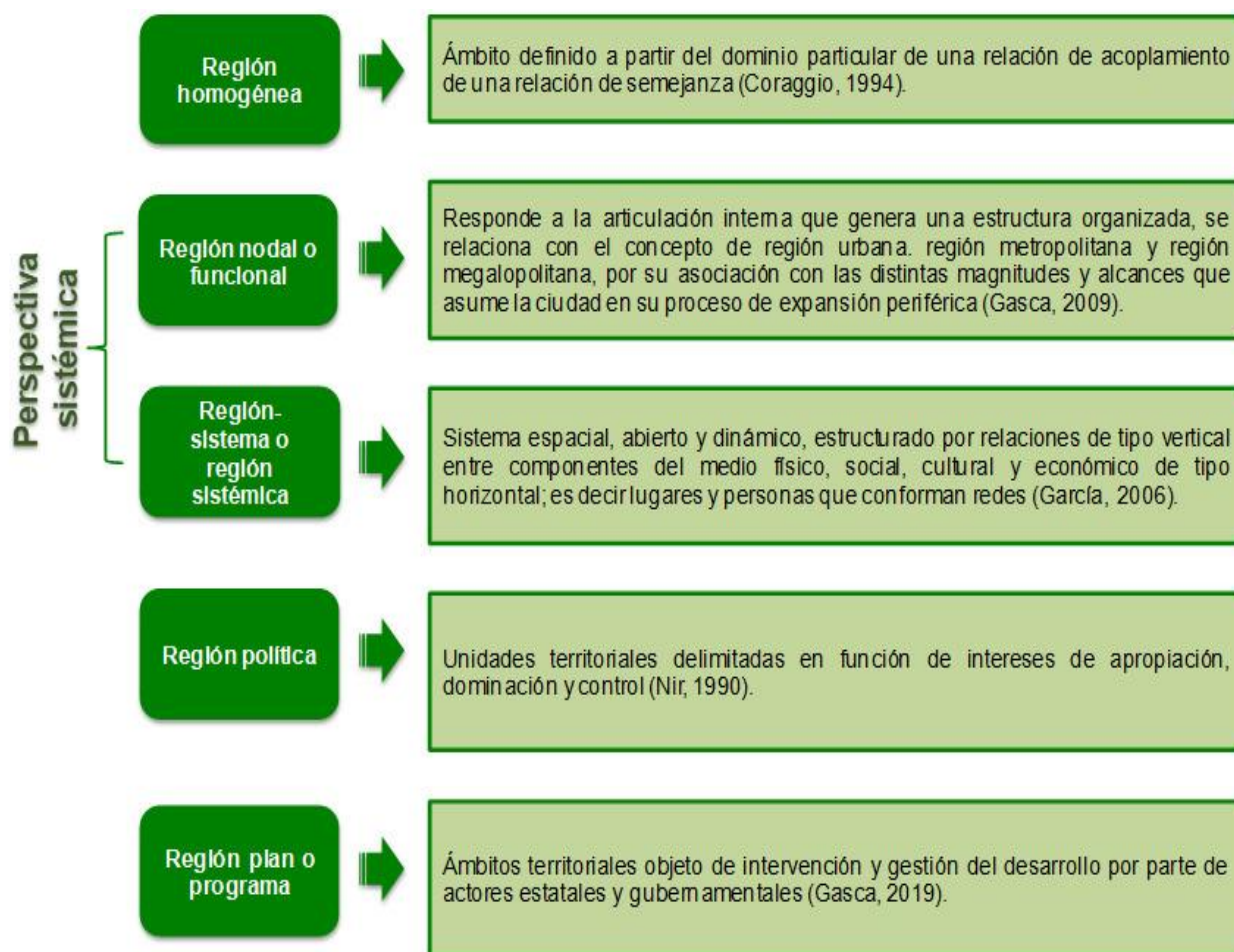 Perspectiva
sistémica
Región
homogénea
Ámbito definido a partir del dominio particular de una relación de acoplamiento
de una relación de semejanza (Coraggio, 1994).
Región nodal o
funcional
Responde a la articulación interna que genera una estructura organizada, se
relaciona con el concepto de región urbana. región metropolitana y región
megalopolitana, por su asociación con las distintas magnitudes y alcances que
asume la ciudad en su proceso de expansión periférica (Gasca, 2009).
Región-
sistema o
región
sistémica
Sistema espacial, abierto y dinámico, estructurado por relaciones de tipo vertical
entre componentes del medio físico, social, cultural y económico de tipo
horizontal; es decir lugares y personas que conforman redes (García, 2006).
Región política
Unidades territoriales delimitadas en función de intereses de apropiación,
dominación y control (Nir, 1990).
Región plan o
programa
Ámbitos territoriales objeto de intervención y gestión del desarrollo por parte de
actores estatales y gubernamentales (Gasca, 2019).